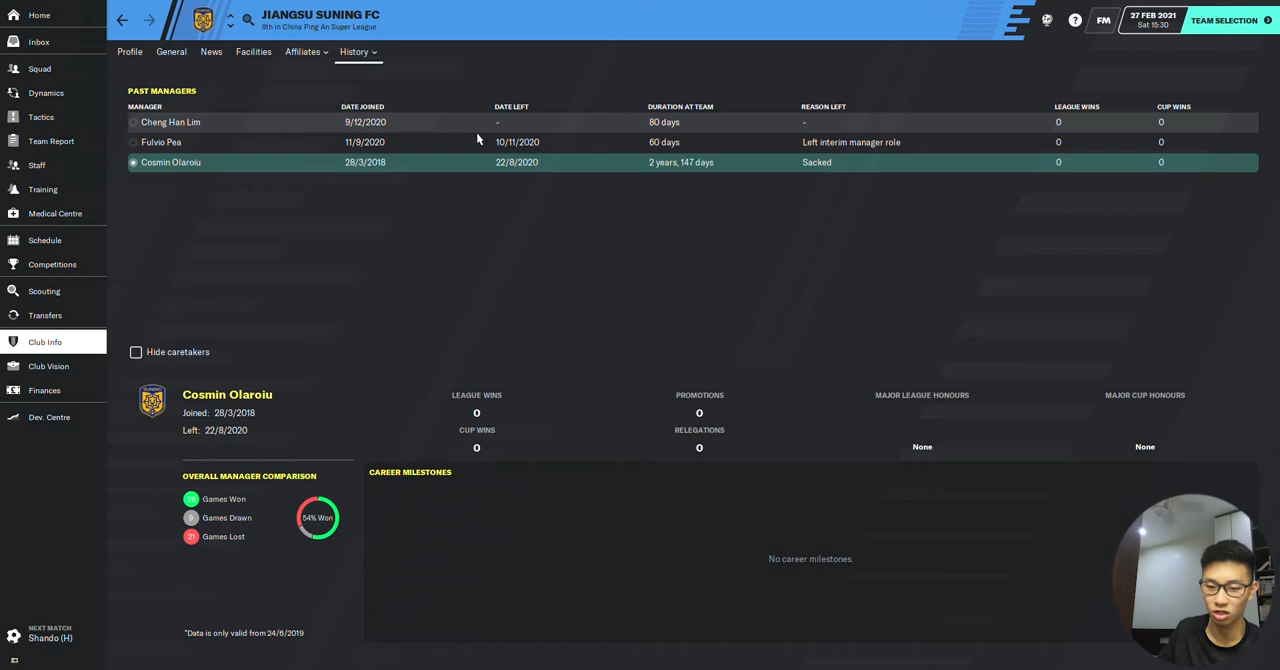 Home
Inbox
Squad
Dynamics
Tactics
Team Report
Staff
Training
Medical Centre
Schedule
Competitions
Scouting
Transfers
Club Info
Club Vision
Finances
Dev. Centre
NEXT MATCH
Shando (H)
JIANGSU SUNING FC
9th in China Ping An Super League
? FM 27 FEB 2021 Sat 15:30 TEAM SELECTION
Profile General News Facilities Affiliates History
PAST MANAGERS
MANAGER DATE JOINED DATE LEFT DURATION AT TEAM REASON LEFT LEAGUE WINS CUP WINS
Cheng Han Lim 9/12/2020 - 80 days - 0 0
Fulvio Pea 11/9/2020 10/11/2020 60 days Left interim manager role 0 0
Cosmin Olaroiu 28/3/2018 22/8/2020 2 years, 147 days Sacked 0 0
Hide caretakers
SUNING
Cosmin Olaroiu
Joined: 28/3/2018
Left: 22/8/2020
LEAGUE WINS PROMOTIONS MAJOR LEAGUE HONOURS MAJOR CUP HONOURS
0 0
CUP WINS RELEGATIONS
0 0 None None
OVERALL MANAGER COMPARISON
Games Won
9 Games Drawn
21 Games Lost
54% Won
*Data is only valid from 24/6/2019
CAREER MILESTONES
No career milestones.